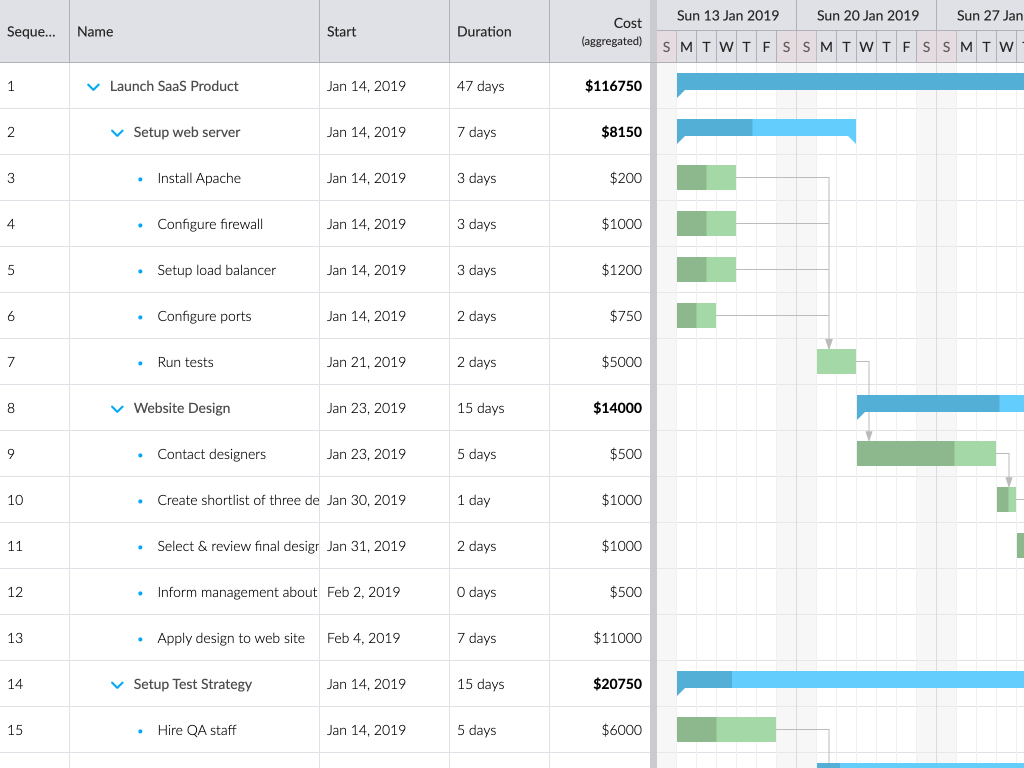 Seque... Name Start Duration Cost (aggregated) Sun 13 Jan 2019 Sun 20 Jan 2019 Sun 27 Jan
S M T W T F S S M T W T F S S M T W T
1 Launch SaaS Product Jan 14, 2019 47 days $116750
2 Setup web server Jan 14, 2019 7 days $8150
3 Install Apache Jan 14, 2019 3 days $200
4 Configure firewall Jan 14, 2019 3 days $1000
5 Setup load balancer Jan 14, 2019 3 days $1200
6 Configure ports Jan 14, 2019 2 days $750
7 Run tests Jan 21, 2019 2 days $5000
8 Website Design Jan 23, 2019 15 days $14000
9 Contact designers Jan 23, 2019 5 days $500
10 Create shortlist of three de Jan 30, 2019 1 day $1000
11 Select & review final design Jan 31, 2019 2 days $1000
12 Inform management about Feb 2, 2019 0 days $500
13 Apply design to web site Feb 4, 2019 7 days $11000
14 Setup Test Strategy Jan 14, 2019 15 days $20750
15 Hire QA staff Jan 14, 2019 5 days $6000